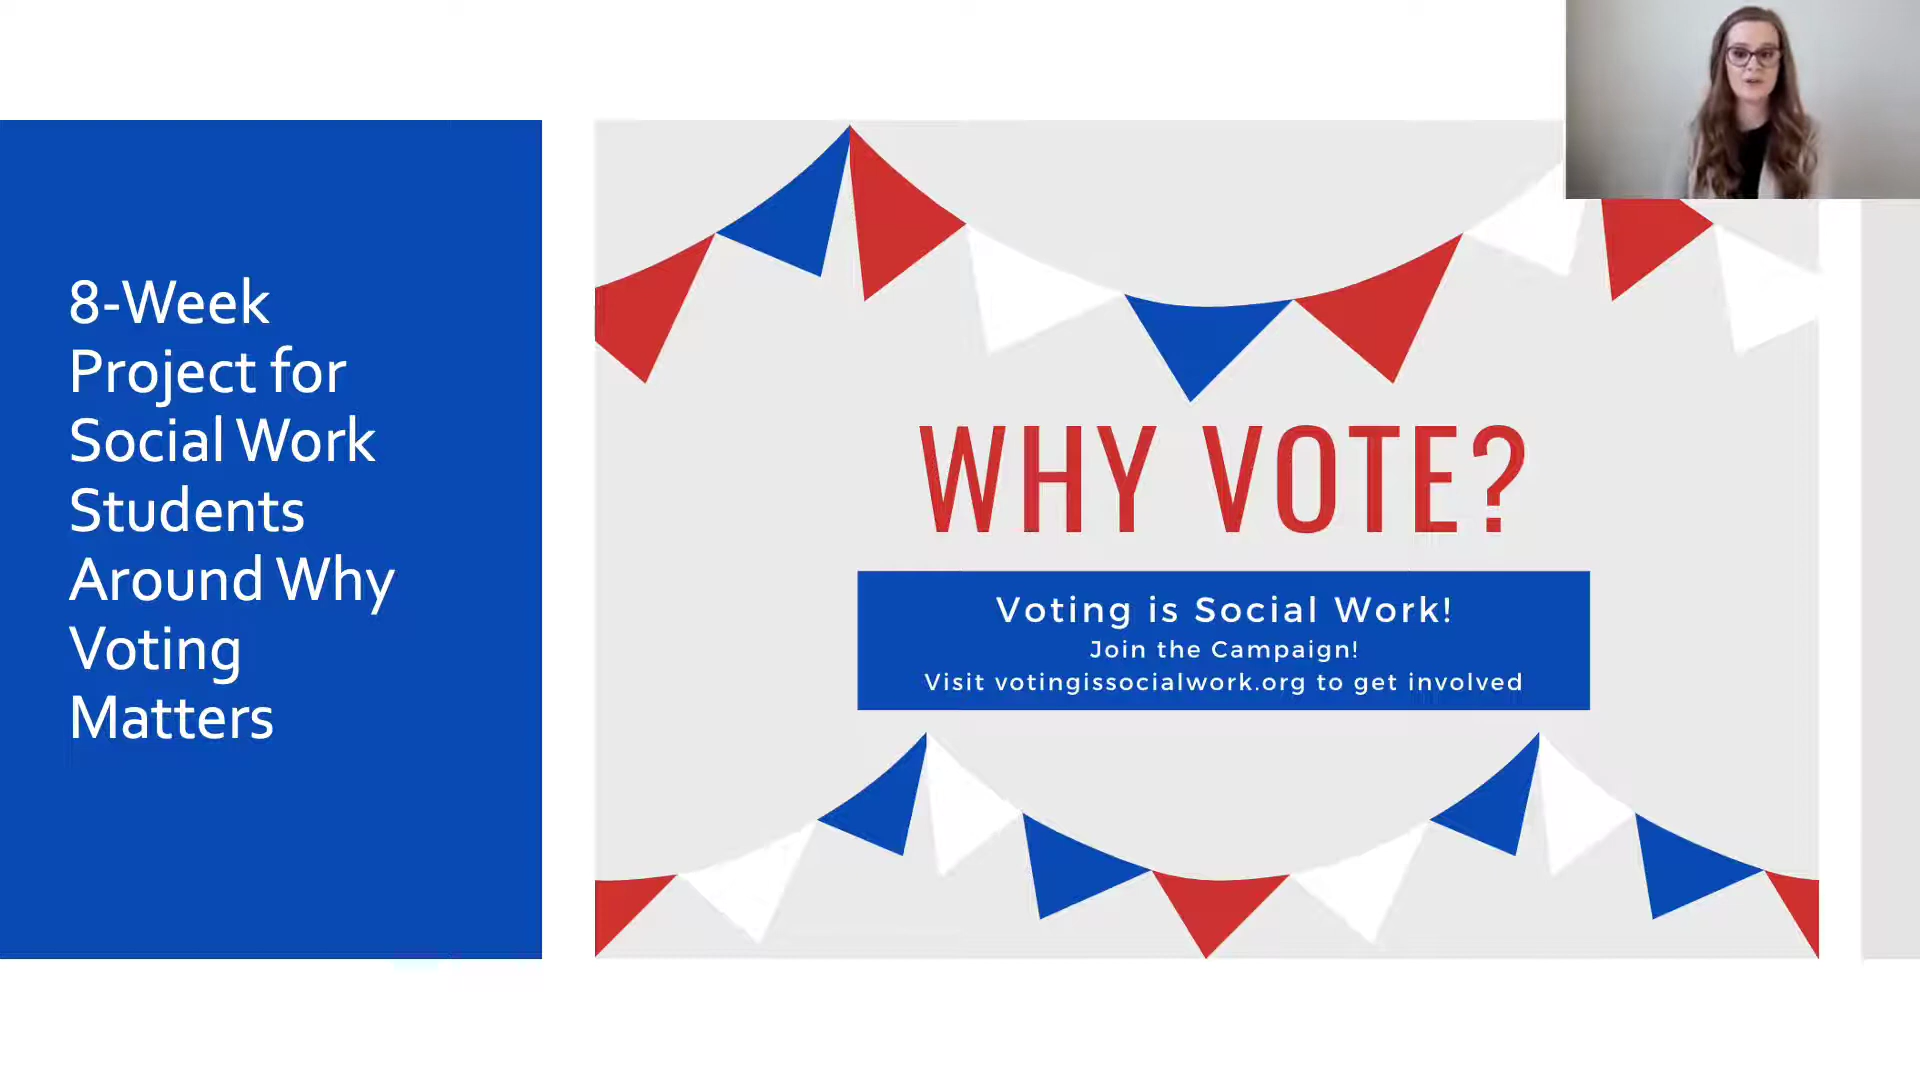 8-Week
Project for
Social Work
Students
Around Why
Voting
Matters
WHY VOTE?
Voting is Social Work!
Join the Campaign!
Visit votingissocialwork.org to get involved